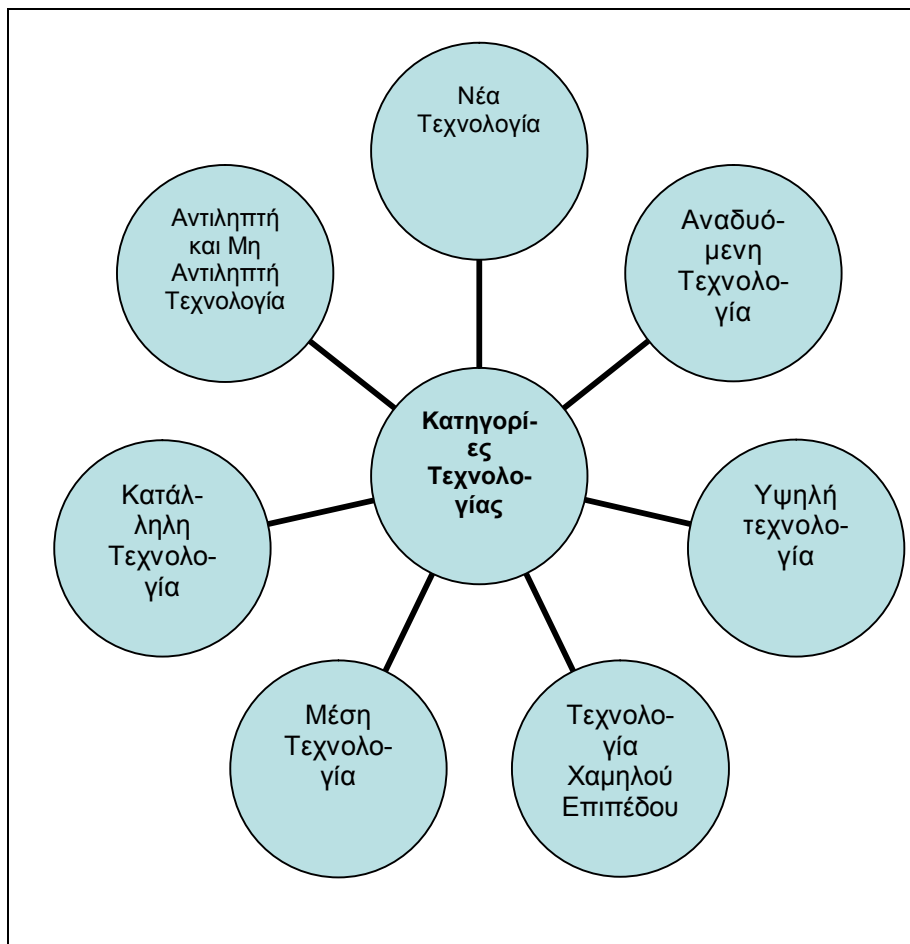 Νέα
Τεχνολογία
Αναδυό-
μενη
Τεχνολο-
γία
Υψηλή
τεχνολο-
γία
Τεχνολο-
γία
Χαμηλού
Επιπέδου
Μέση
Τεχνολο-
γία
Κατάλ-
ληλη
Τεχνολο-
γία
Αντιληπτή
και Μη
Αντιληπτή
Τεχνολογία
Κατηγορί-
ες
Τεχνολο-
γίας